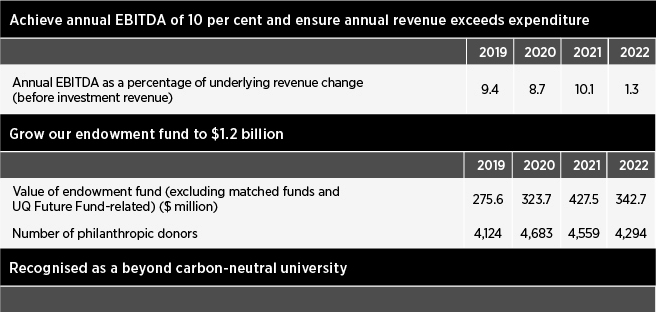 Achieve annual EBITDA of 10 per cent and ensure annual revenue exceeds expenditure
2019 2020 2021 2022
Annual EBITDA as a percentage of underlying revenue change
(before investment revenue) 9.4 8.7 10.1 1.3
Grow our endowment fund to $1.2 billion
2019 2020 2021 2022
Value of endowment fund (excluding matched funds and
UQ Future Fund-related) ($ million) 275.6 323.7 427.5 342.7
Number of philanthropic donors 4,124 4,683 4,559 4,294
Recognised as a beyond carbon-neutral university